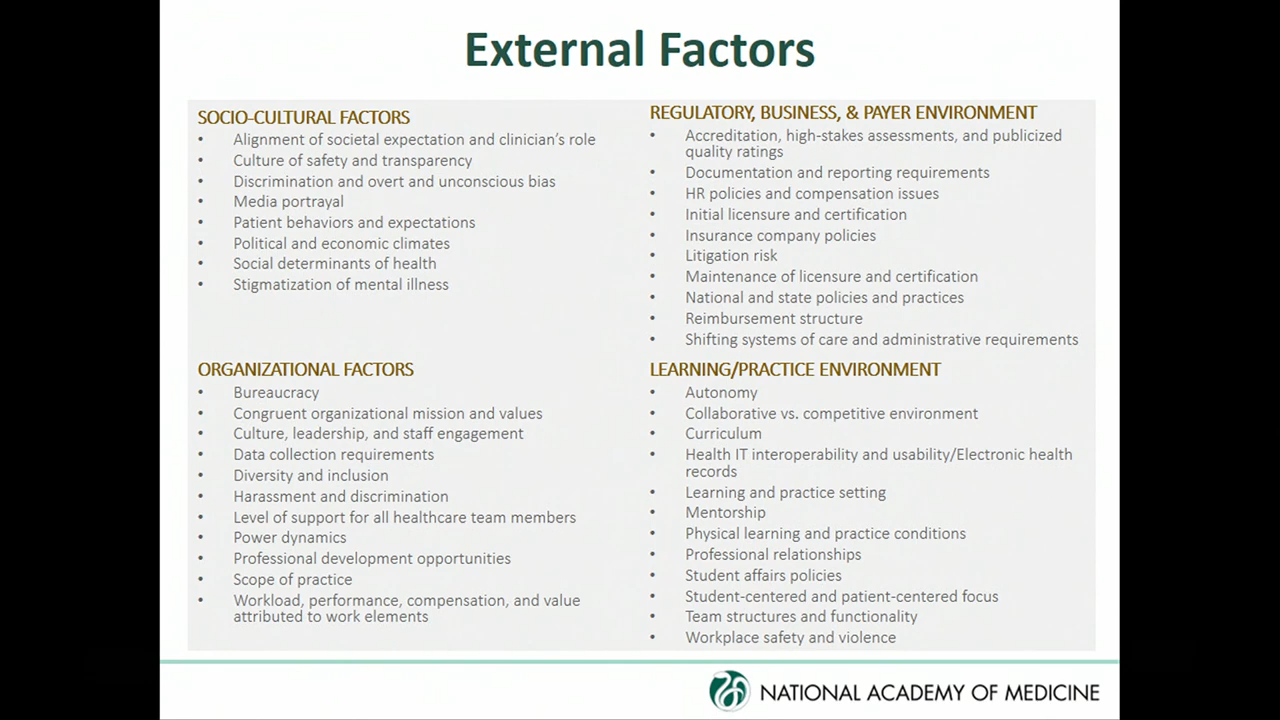 External Factors
SOCIO-CULTURAL FACTORS
• Alignment of societal expectation and clinician's role
• Culture of safety and transparency
• Discrimination and overt and unconscious bias
• Media portrayal
• Patient behaviors and expectations
• Political and economic climates
• Social determinants of health
• Stigmatization of mental illness
REGULATORY, BUSINESS, & PAYER ENVIRONMENT
• Accreditation, high-stakes assessments, and publicized
quality ratings
• Documentation and reporting requirements
• HR policies and compensation issues
• Initial licensure and certification
• Insurance company policies
• Litigation risk
• Maintenance of licensure and certification
• National and state policies and practices
• Reimbursement structure
• Shifting systems of care and administrative requirements
ORGANIZATIONAL FACTORS
• Bureaucracy
• Congruent organizational mission and values
• Culture, leadership, and staff engagement
• Data collection requirements
• Diversity and inclusion
• Harassment and discrimination
• Level of support for all healthcare team members
• Power dynamics
• Professional development opportunities
• Scope of practice
• Workload, performance, compensation, and value
attributed to work elements
LEARNING/PRACTICE ENVIRONMENT
• Autonomy
• Collaborative vs. competitive environment
• Curriculum
• Health IT interoperability and usability/Electronic health
records
• Learning and practice setting
• Mentorship
• Physical learning and practice conditions
• Professional relationships
• Student affairs policies
• Student-centered and patient-centered focus
• Team structures and functionality
• Workplace safety and violence
NATIONAL ACADEMY OF MEDICINE